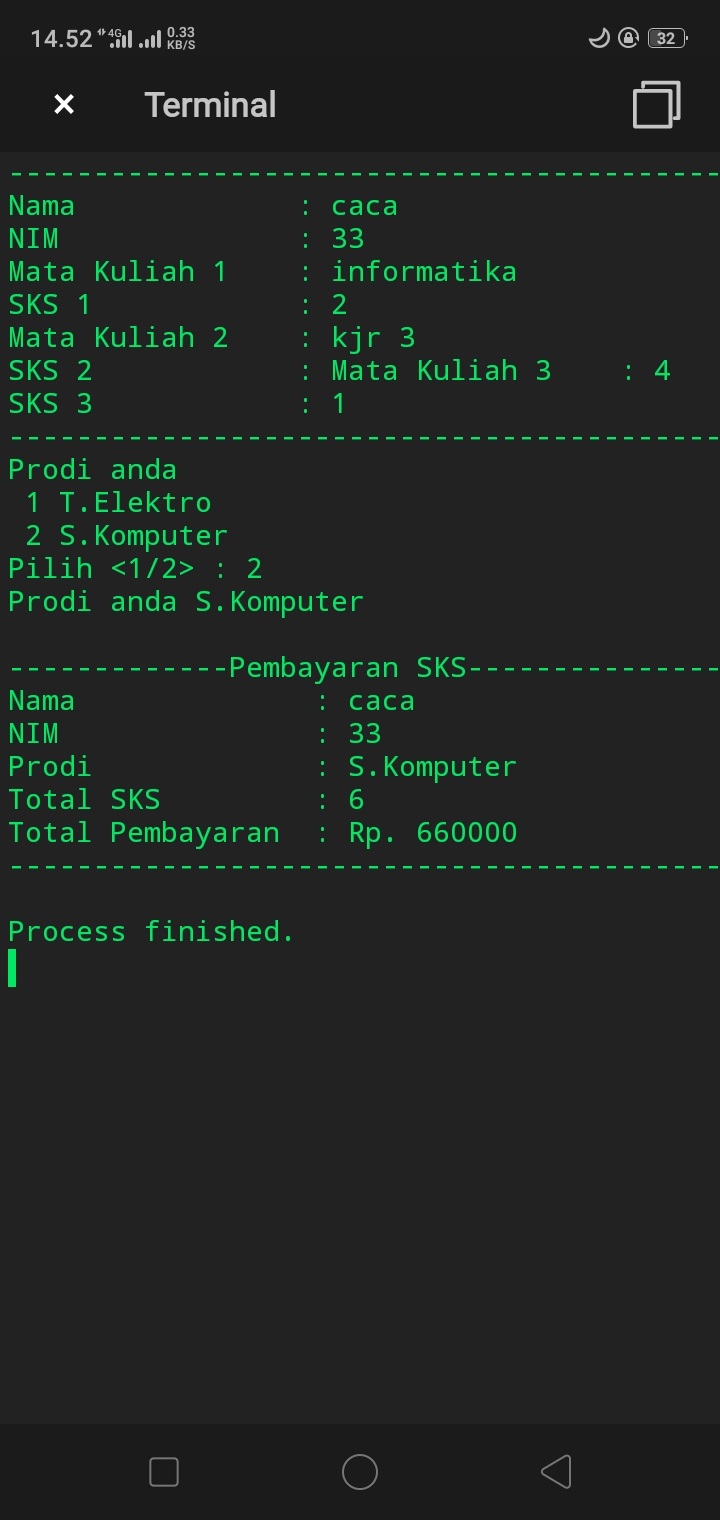 14.52 4G 0.33 KB/S 32
Terminal
-------------------------------------------
Nama : caca
NIM : 33
Mata Kuliah 1 : informatika
SKS 1 : 2
Mata Kuliah 2 : kjr 3
SKS 2 : Mata Kuliah 3 : 4
SKS 3 : 1
-------------------------------------------
Prodi anda
1 T.Elektro
2 S.Komputer
Pilih <1/2> : 2
Prodi anda S.Komputer
-------------Pembayaran SKS---------------
Nama : caca
NIM : 33
Prodi : S.Komputer
Total SKS : 6
Total Pembayaran : Rp. 660000
-------------------------------------------
Process finished.